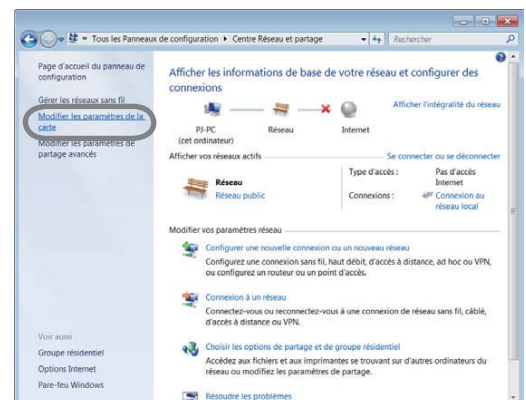 Tous les Panneaux de configuration Centre Réseau et partage
Rechercher
Page d'accueil du panneau de
configuration
Gérer les réseaux sans fil
Modifier les paramètres de la
carte
Modifier les paramètres de
partage avancés
Voir aussi
Groupe résidentiel
Options Internet
Pare-feu Windows
Afficher les informations de base de votre réseau et configurer des
connexions
Afficher l'intégralité du réseau
PJ-PC
(cet ordinateur)
Réseau
Internet
Afficher vos réseaux actifs
Se connecter ou se déconnecter
Réseau
Réseau public
Type d'accès :
Pas d'accès
Internet
Connexions :
Connexion au
réseau local
Modifier vos paramètres réseau
Configurer une nouvelle connexion ou un nouveau réseau
Configurez une connexion sans fil, haut débit, d'accès à distance, ad hoc ou VPN,
ou configurez un routeur ou un point d'accès.
Connexion à un réseau
Connectez-vous ou reconnectez-vous à une connexion de réseau sans fil, câblé,
d'accès à distance ou VPN.
Choisir les options de partage et de groupe résidentiel
Accédez aux fichiers et aux imprimantes se trouvant sur d'autres ordinateurs du
réseau ou modifiez les paramètres de partage.
Résoudre les problèmes